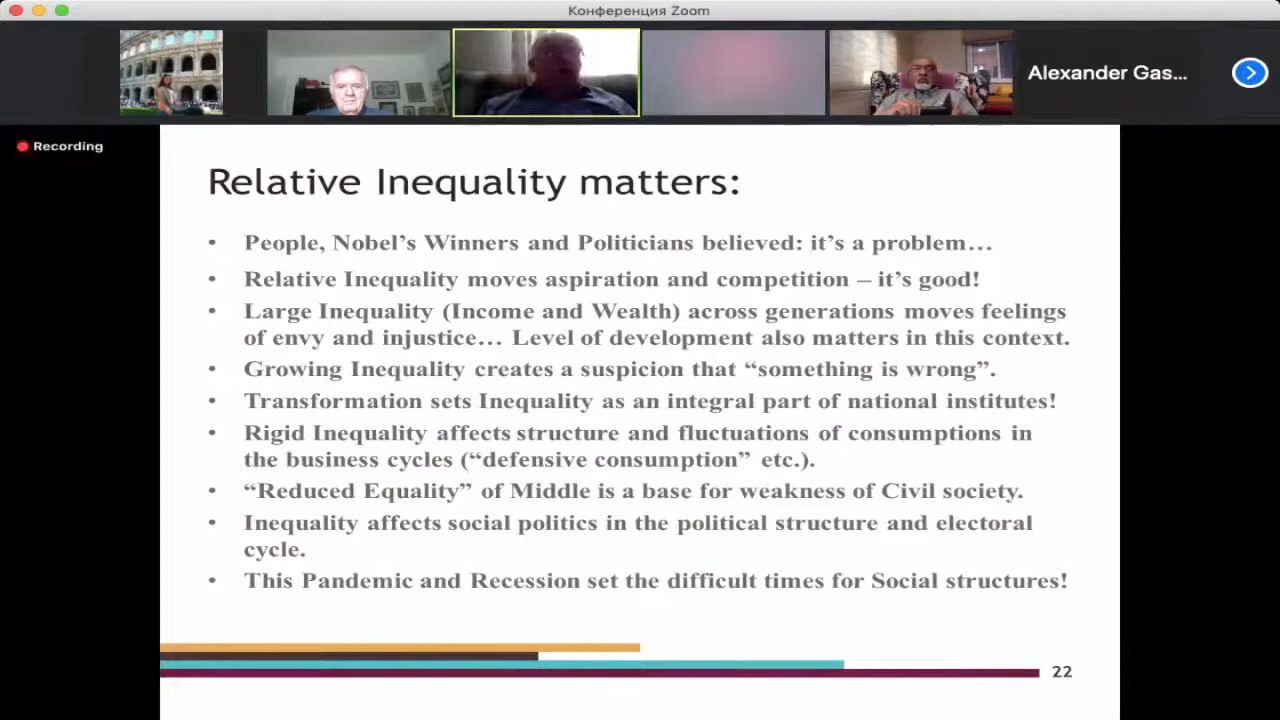 Конференция Zoom
Alexander Gas...
Recording
Relative Inequality matters:
• People, Nobel’s Winners and Politicians believed: it’s a problem…
• Relative Inequality moves aspiration and competition – it’s good!
• Large Inequality (Income and Wealth) across generations moves feelings
of envy and injustice… Level of development also matters in this context.
• Growing Inequality creates a suspicion that “something is wrong”.
• Transformation sets Inequality as an integral part of national institutes!
• Rigid Inequality affects structure and fluctuations of consumptions in
the business cycles (“defensive consumption” etc.).
• “Reduced Equality” of Middle is a base for weakness of Civil society.
• Inequality affects social politics in the political structure and electoral
cycle.
• This Pandemic and Recession set the difficult times for Social structures!
22